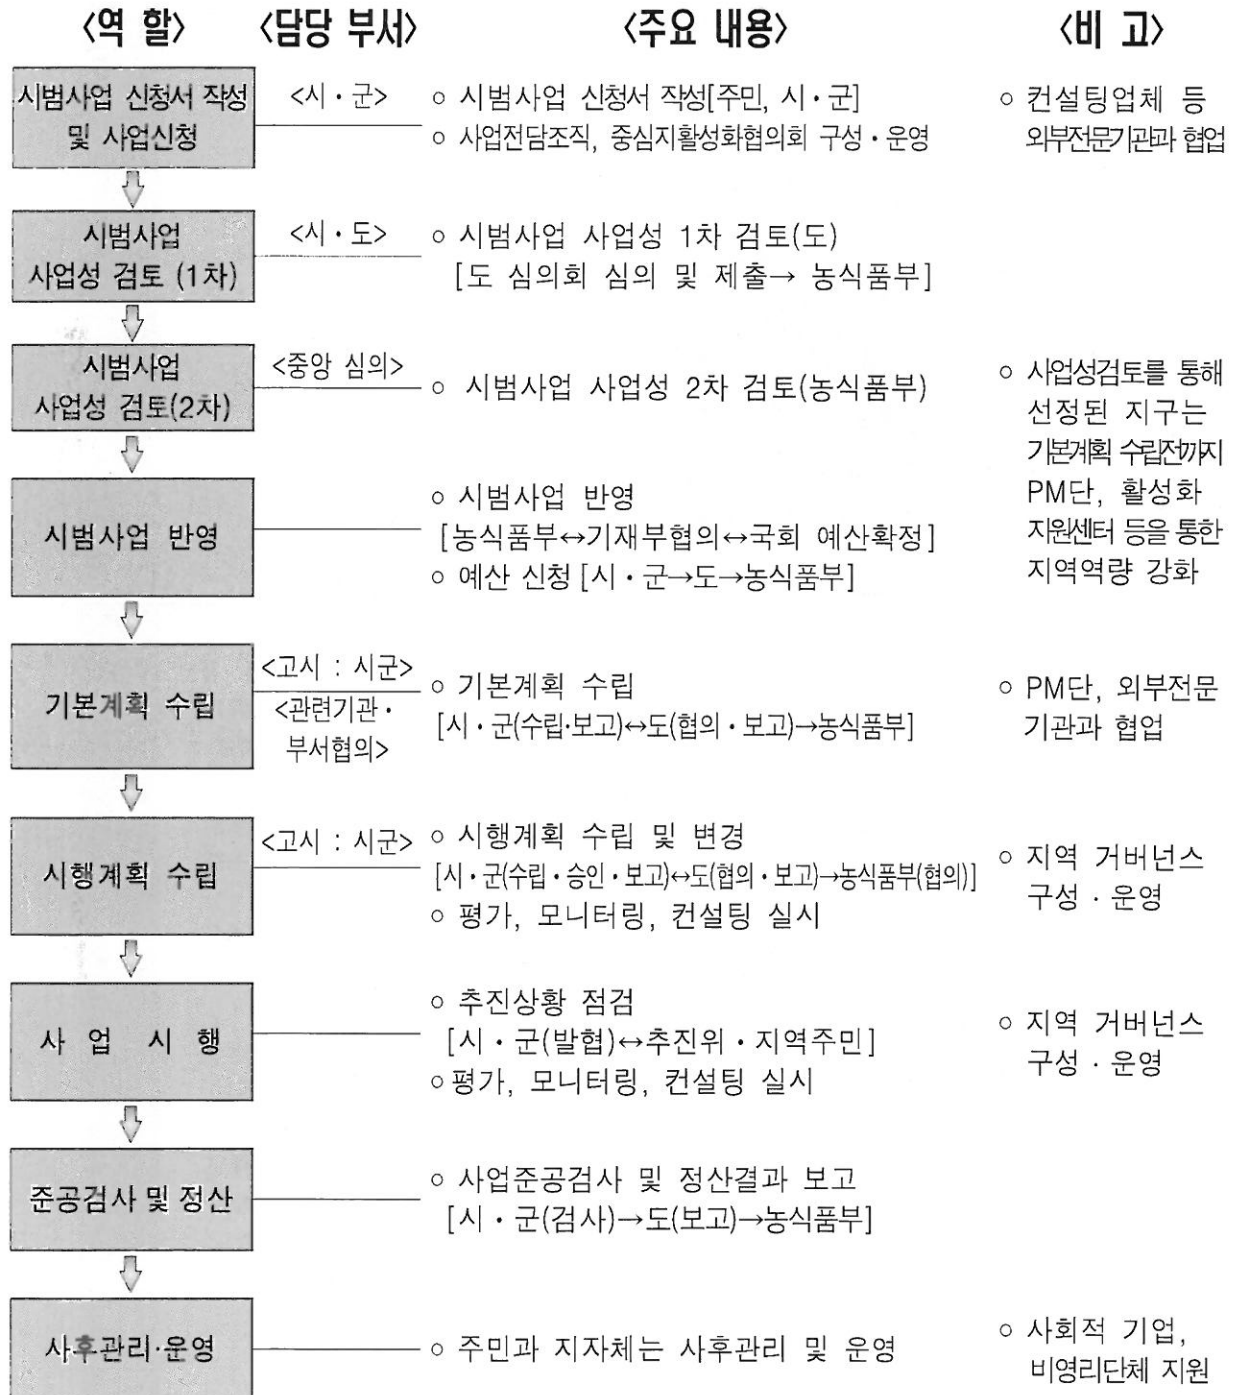 〈역 할〉 〈담당 부서〉 〈주요 내용〉 〈비 고〉
시범사업 신청서 작성
및 사업신청
<시・군>
○ 시범사업 신청서 작성[주민, 시・군]
○ 사업전담조직, 중심지활성화협의회 구성・운영
○ 컨설팅업체 등
외부전문기관과 협업
시범사업
사업성 검토 (1차)
<시・도>
○ 시범사업 사업성 1차 검토(도)
[도 심의회 심의 및 제출→ 농식품부]
시범사업
사업성 검토(2차)
<중앙 심의>
○ 시범사업 사업성 2차 검토(농식품부)
○ 사업성검토를 통해
선정된 지구는
기본계획 수립전까지
PM단, 활성화
지원센터 등을 통한
지역역량 강화
시범사업 반영
○ 시범사업 반영
[농식품부↔기재부협의↔국회 예산확정]
○ 예산 신청 [시・군→도→농식품부]
기본계획 수립
<고시 : 시군>
<관련기관・
부서협의>
○ 기본계획 수립
[시・군(수립·보고)↔도(협의・보고)→농식품부]
○ PM단, 외부전문
기관과 협업
시행계획 수립
<고시 : 시군>
○ 시행계획 수립 및 변경
[시・군(수립・승인・보고)↔도(협의・보고)→농식품부(협의)]
○ 평가, 모니터링, 컨설팅 실시
○ 지역 거버넌스
구성・운영
사 업 시 행
○ 추진상황 점검
[시・군(발협)↔추진위・지역주민]
○ 평가, 모니터링, 컨설팅 실시
○ 지역 거버넌스
구성・운영
준공검사 및 정산
○ 사업준공검사 및 정산결과 보고
[시・군(검사)→도(보고)→농식품부]
사후관리·운영
○ 주민과 지자체는 사후관리 및 운영
○ 사회적 기업,
비영리단체 지원